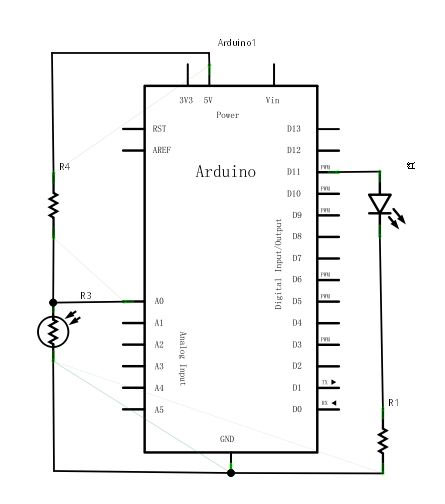 Arduino1
3V3 5V Vin
Power
RST D13
AREF D12
R4 Arduino D11 PWM
D10 PWM
D9 PWM
D8
Digital Input/Output
D7
D6 PWM
R3 A0 D5 PWM
A1 D4
A2 D3 PWM
Analog Input
A3 D2
A4 D1 TX
A5 D0 RX
R1
GND